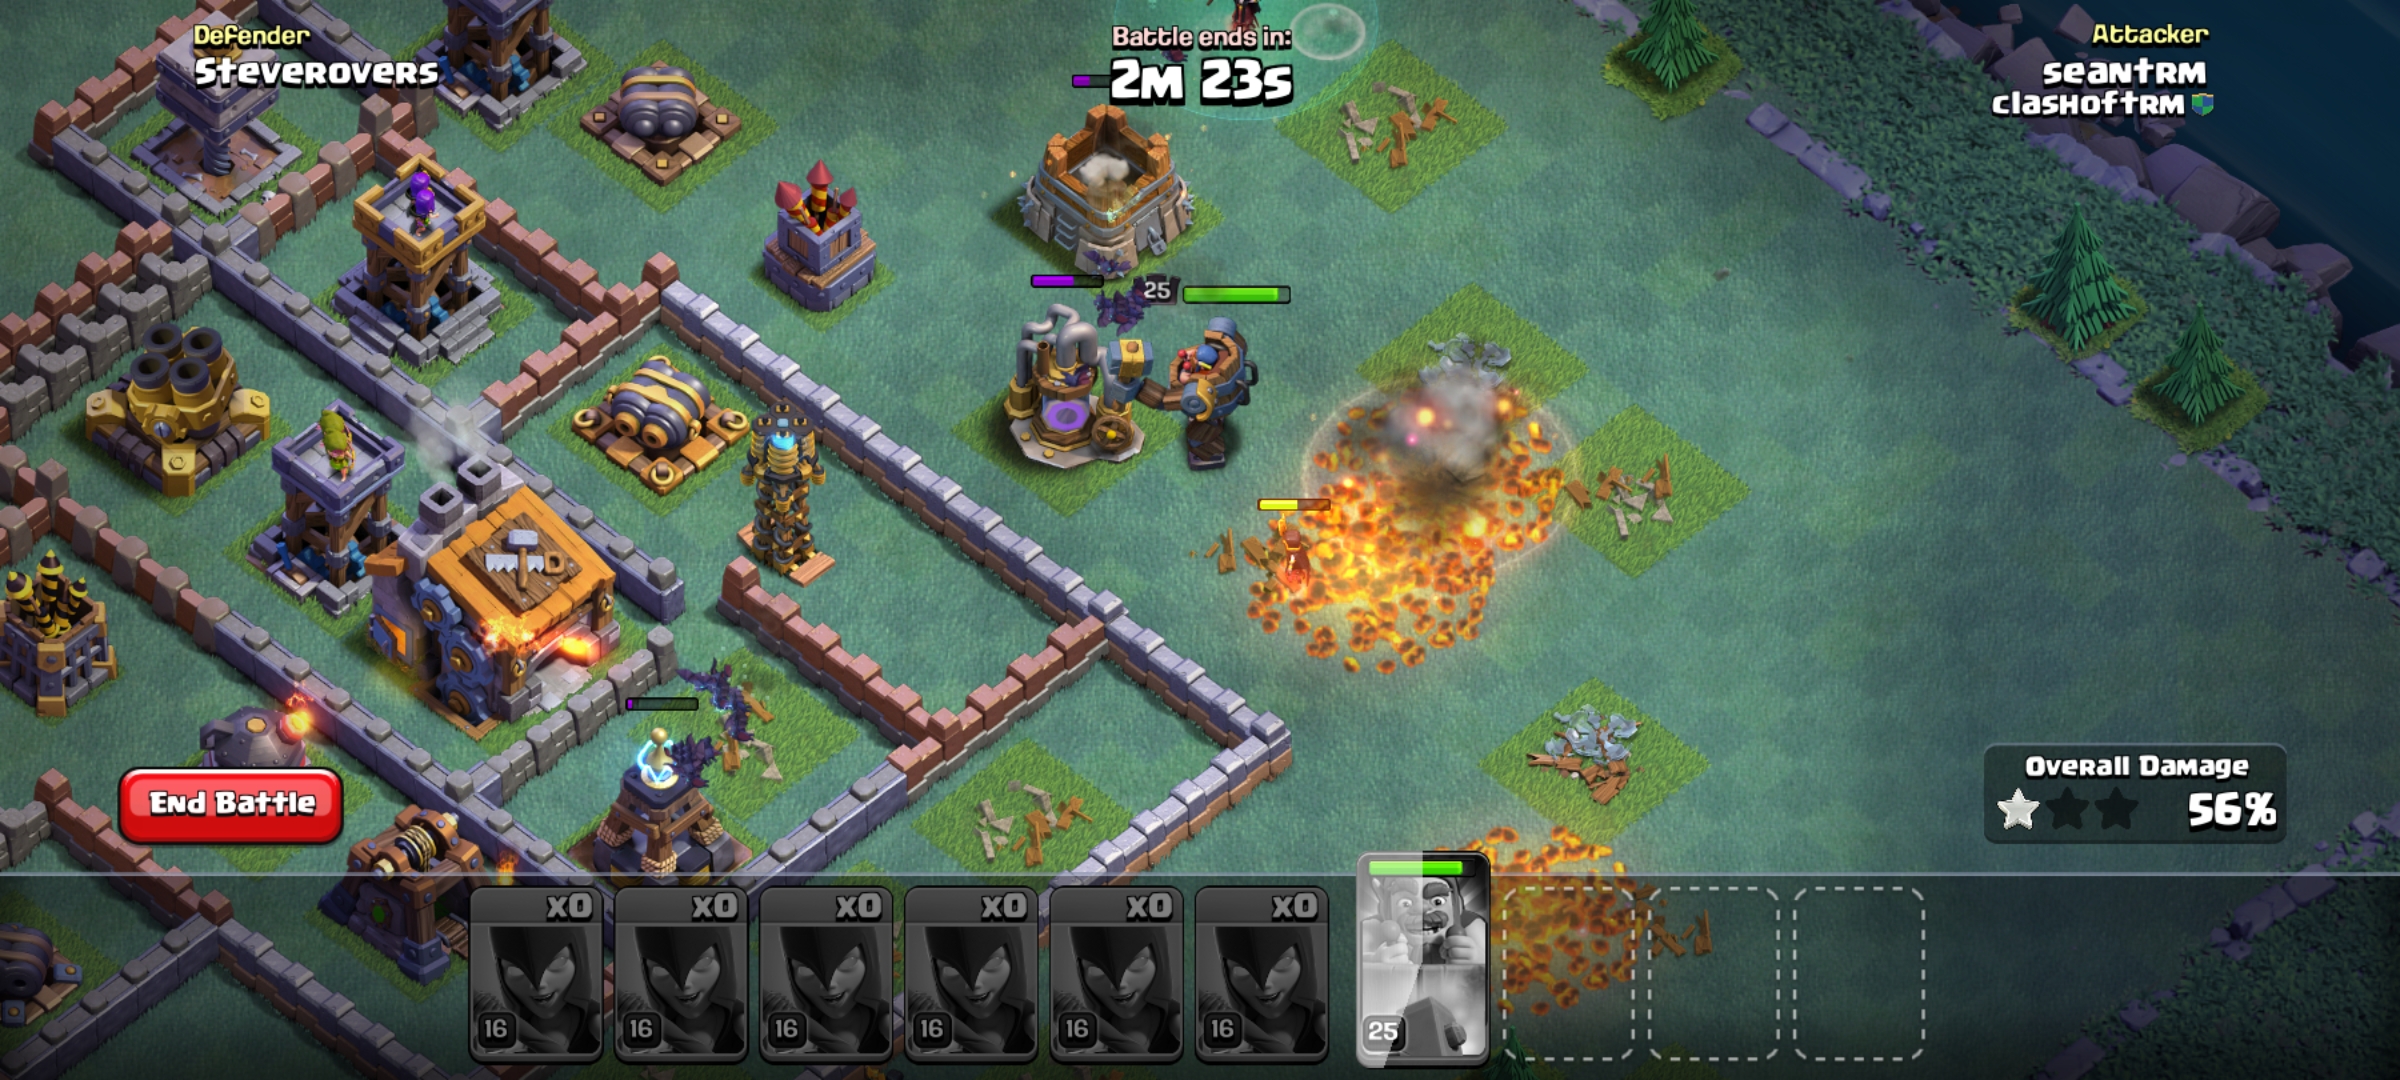 Defender
Steverovers
Battle ends in:
2M 23s
Attacker
seantRM
clashoftRM
25
End Battle
Overall Damage
56%
x0
x0
x0
x0
x0
x0
16
16
16
16
16
16
25